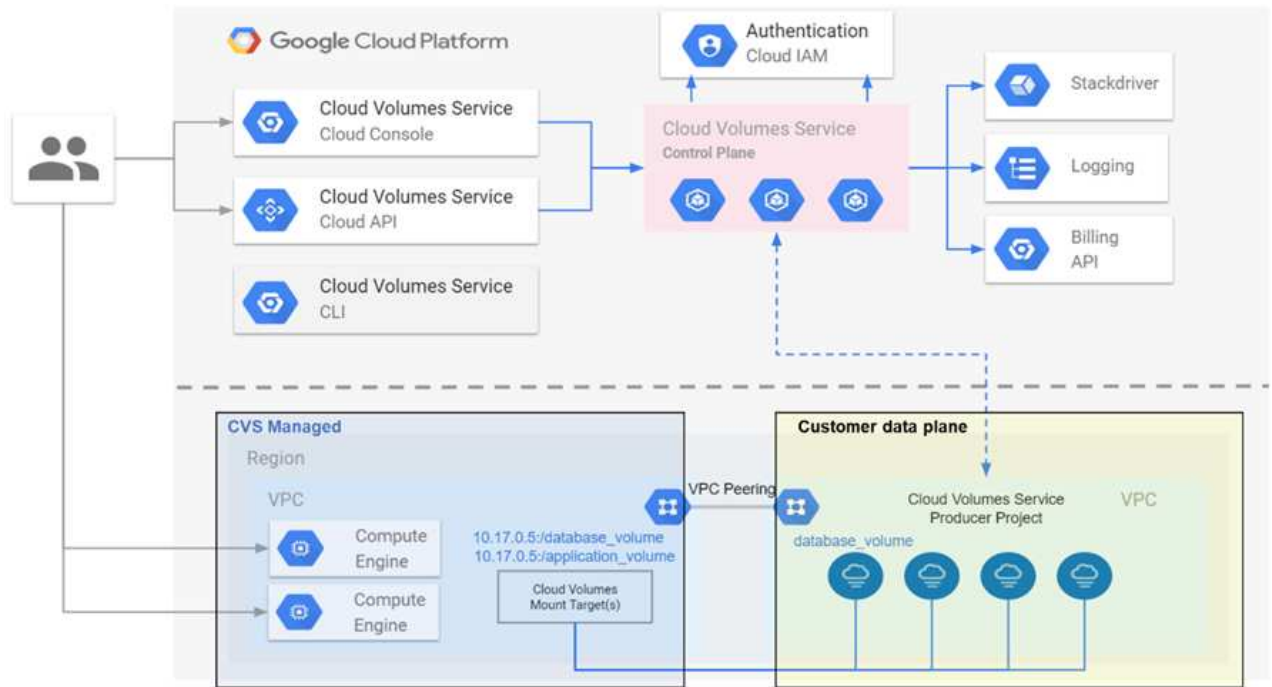 Google Cloud Platform
Authentication
Cloud IAM
Cloud Volumes Service
Cloud Console
Cloud Volumes Service
Cloud API
Cloud Volumes Service
CLI
Cloud Volumes Service
Control Plane
Stackdriver
Logging
Billing
API
CVS Managed
Region
VPC
Compute
Engine
Compute
Engine
10.17.0.5:/database_volume
10.17.0.5:/application_volume
Cloud Volumes
Mount Target(s)
VPC Peering
Customer data plane
Cloud Volumes Service
Producer Project
VPC
database_volume